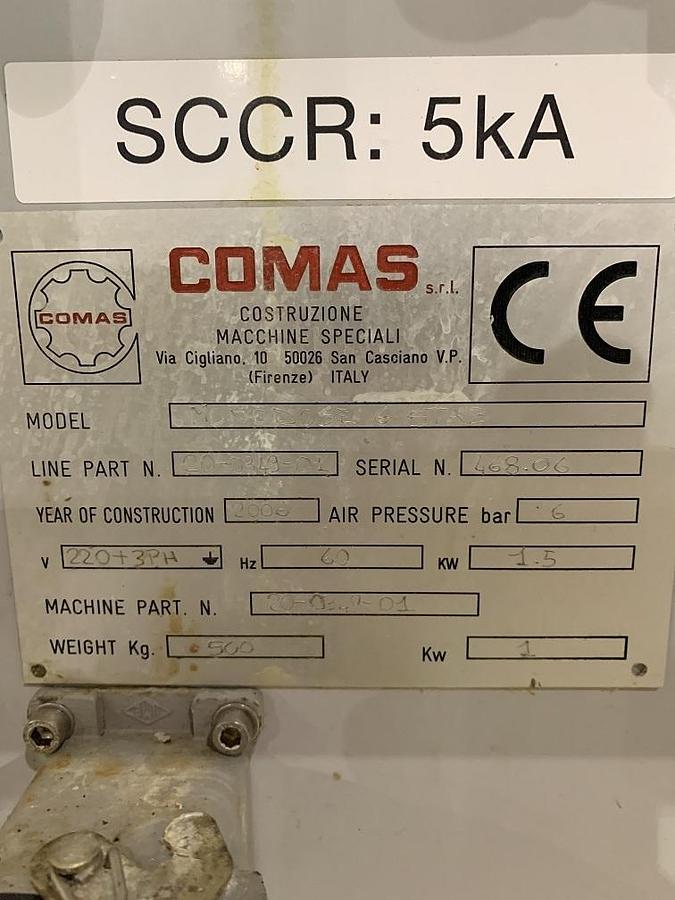 SCCR: 5kA
COMAS
COMAS s.r.l.
COSTRUZIONE
MACCHINE SPECIALI
Via Cigliano, 10 50026 San Casciano V.P.
(Firenze) ITALY
CE
MODEL
LINE PART N. SERIAL N. 468.06
YEAR OF CONSTRUCTION 2006 AIR PRESSURE bar 6
V 220+3PH Hz 60 KW 1.5
MACHINE PART. N.
WEIGHT Kg. 500 Kw 1